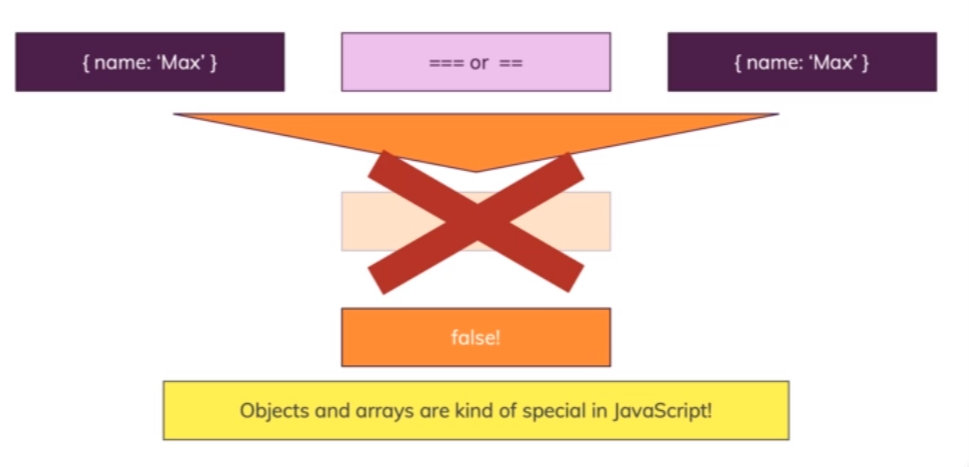 { name: ‘Max’ }
=== or ==
{ name: ‘Max’ }
false!
Objects and arrays are kind of special in JavaScript!